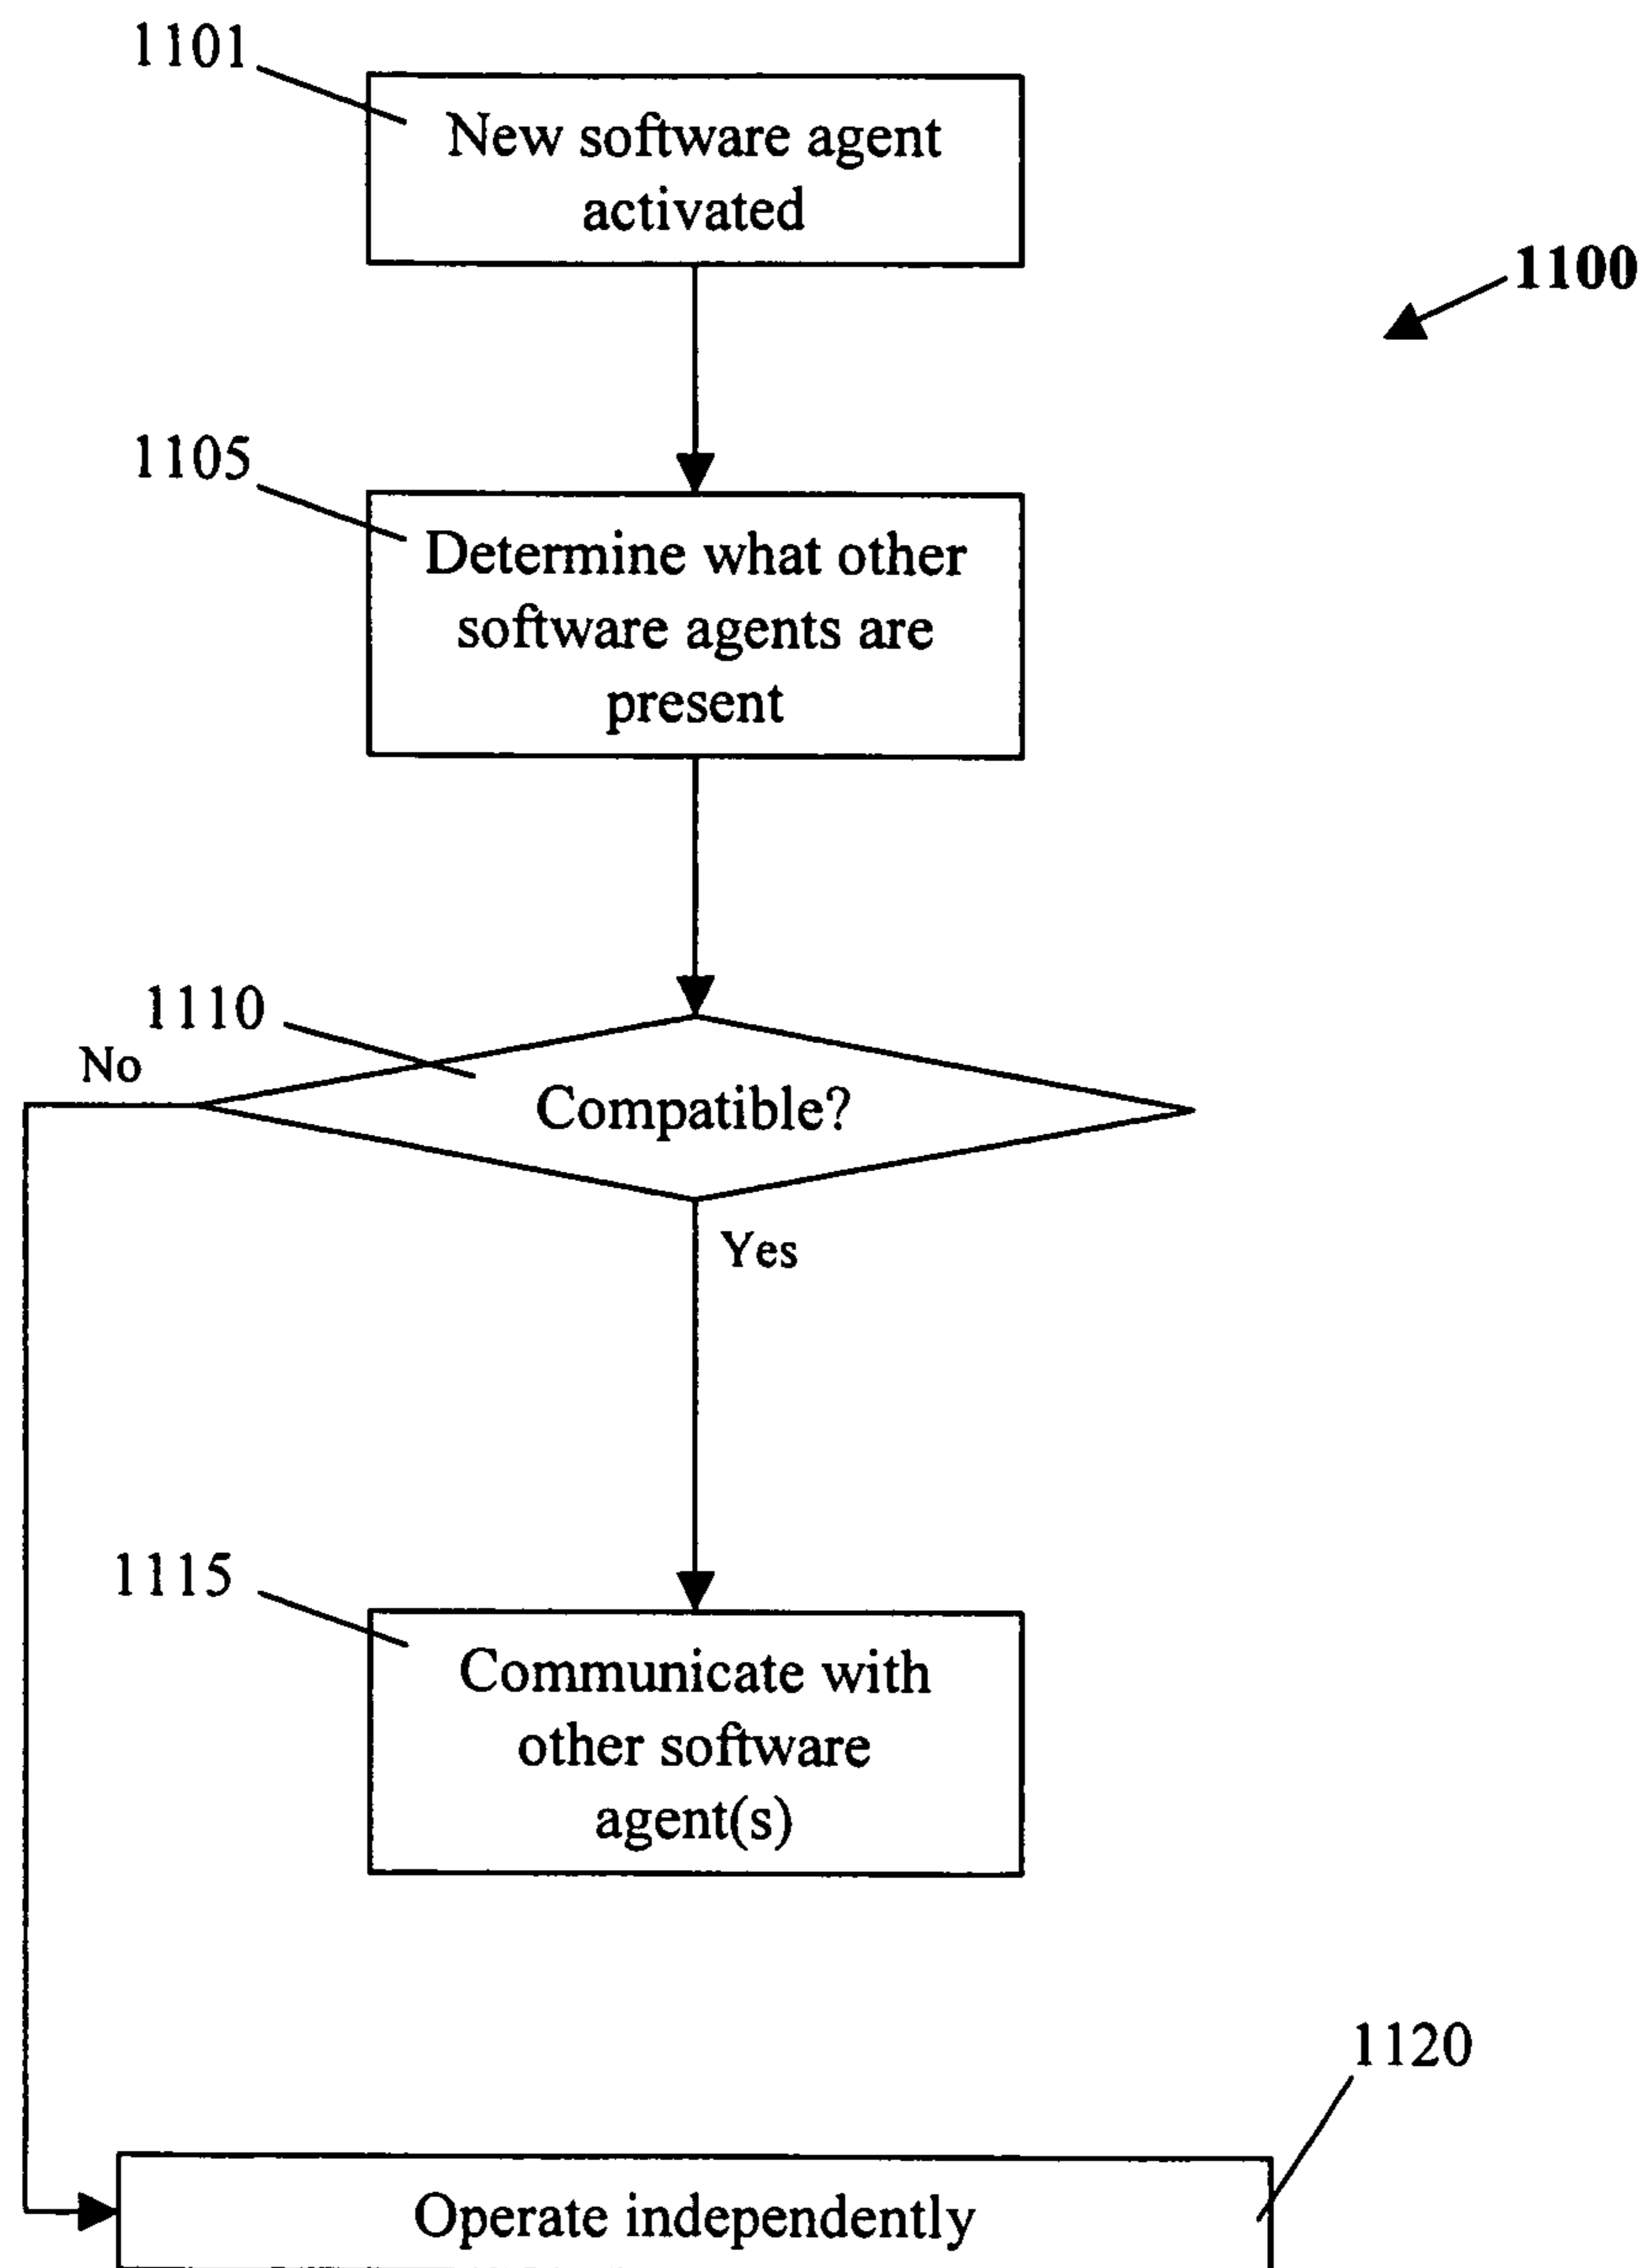 1101
New software agent
activated
1100
1105
Determine what other
software agents are
present
1110
No
Compatible?
Yes
1115
Communicate with
other software
agent(s)
1120
Operate independently